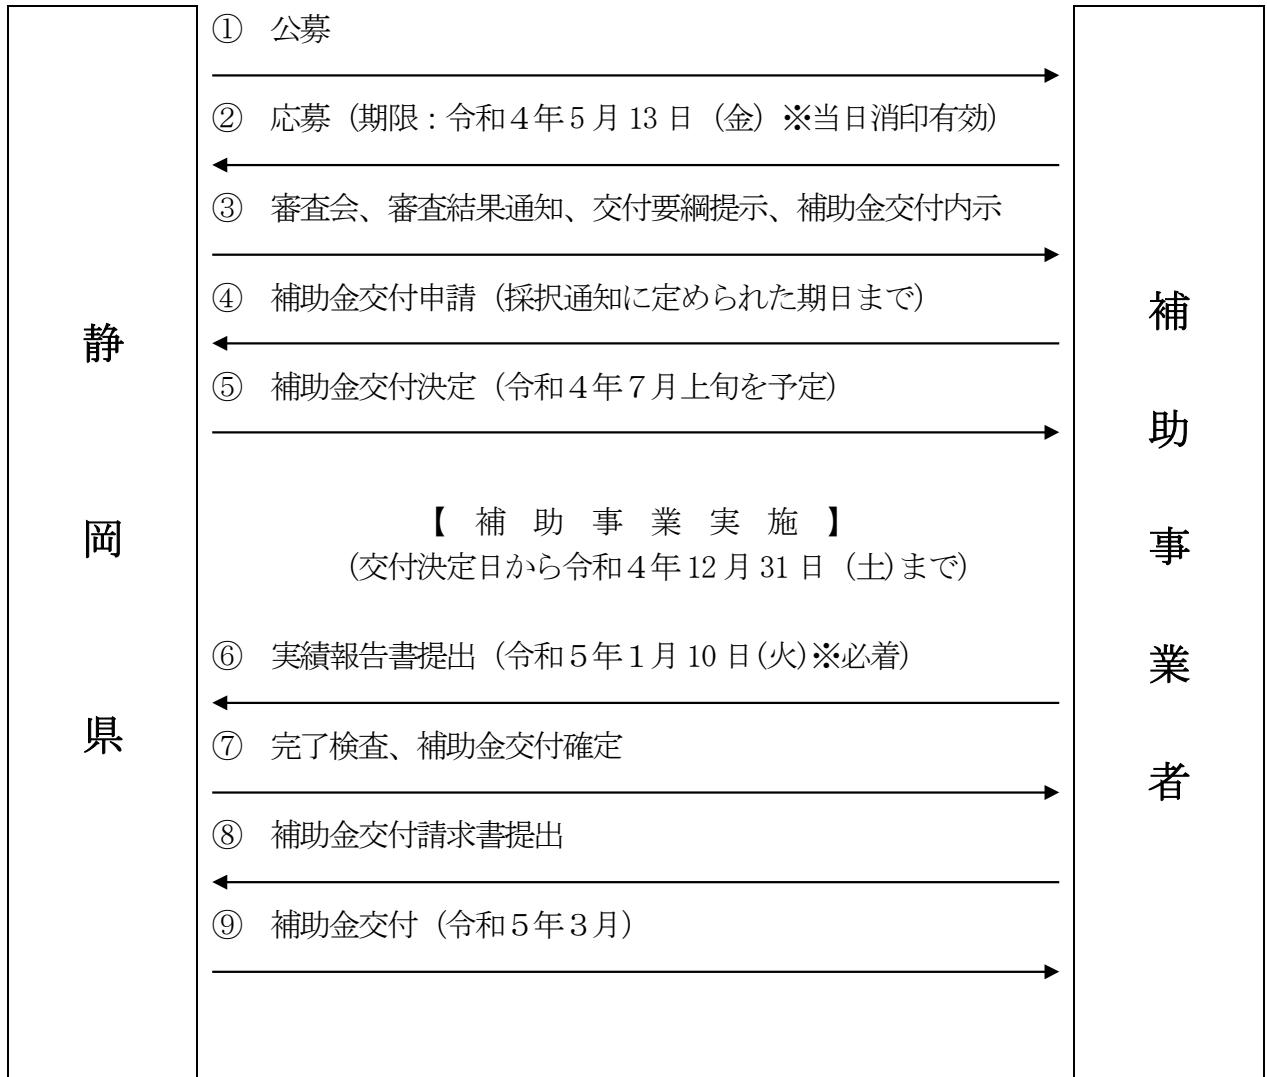 静岡県
① 公募
② 応募（期限：令和４年５月 13 日（金）※当日消印有効）
③ 審査会、審査結果通知、交付要綱提示、補助金交付内示
④ 補助金交付申請（採択通知に定められた期日まで）
⑤ 補助金交付決定（令和４年７月上旬を予定）
【 補 助 事 業 実 施 】
（交付決定日から令和４年 12 月 31 日（土）まで）
⑥ 実績報告書提出（令和５年１月 10 日（火）※必着）
⑦ 完了検査、補助金交付確定
⑧ 補助金交付請求書提出
⑨ 補助金交付（令和５年３月）
補助事業者